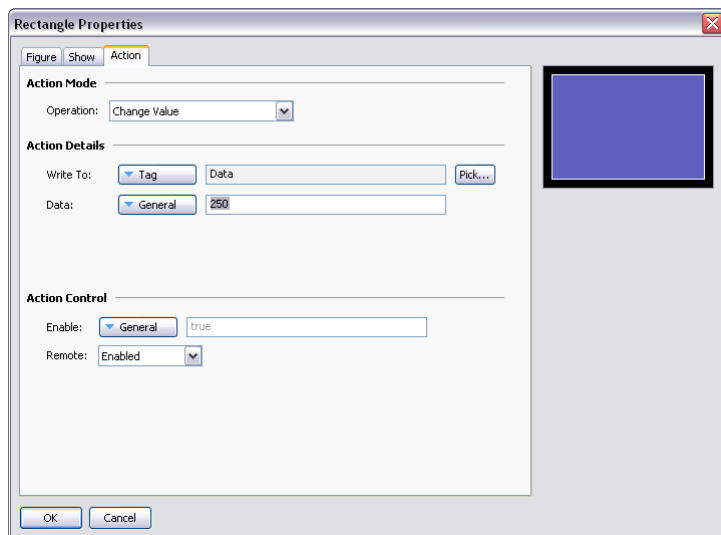 Rectangle Properties
Figure Show Action
Action Mode
Operation: Change Value
Action Details
Write To: Tag Data Pick...
Data: General 250
Action Control
Enable: General true
Remote: Enabled
OK Cancel